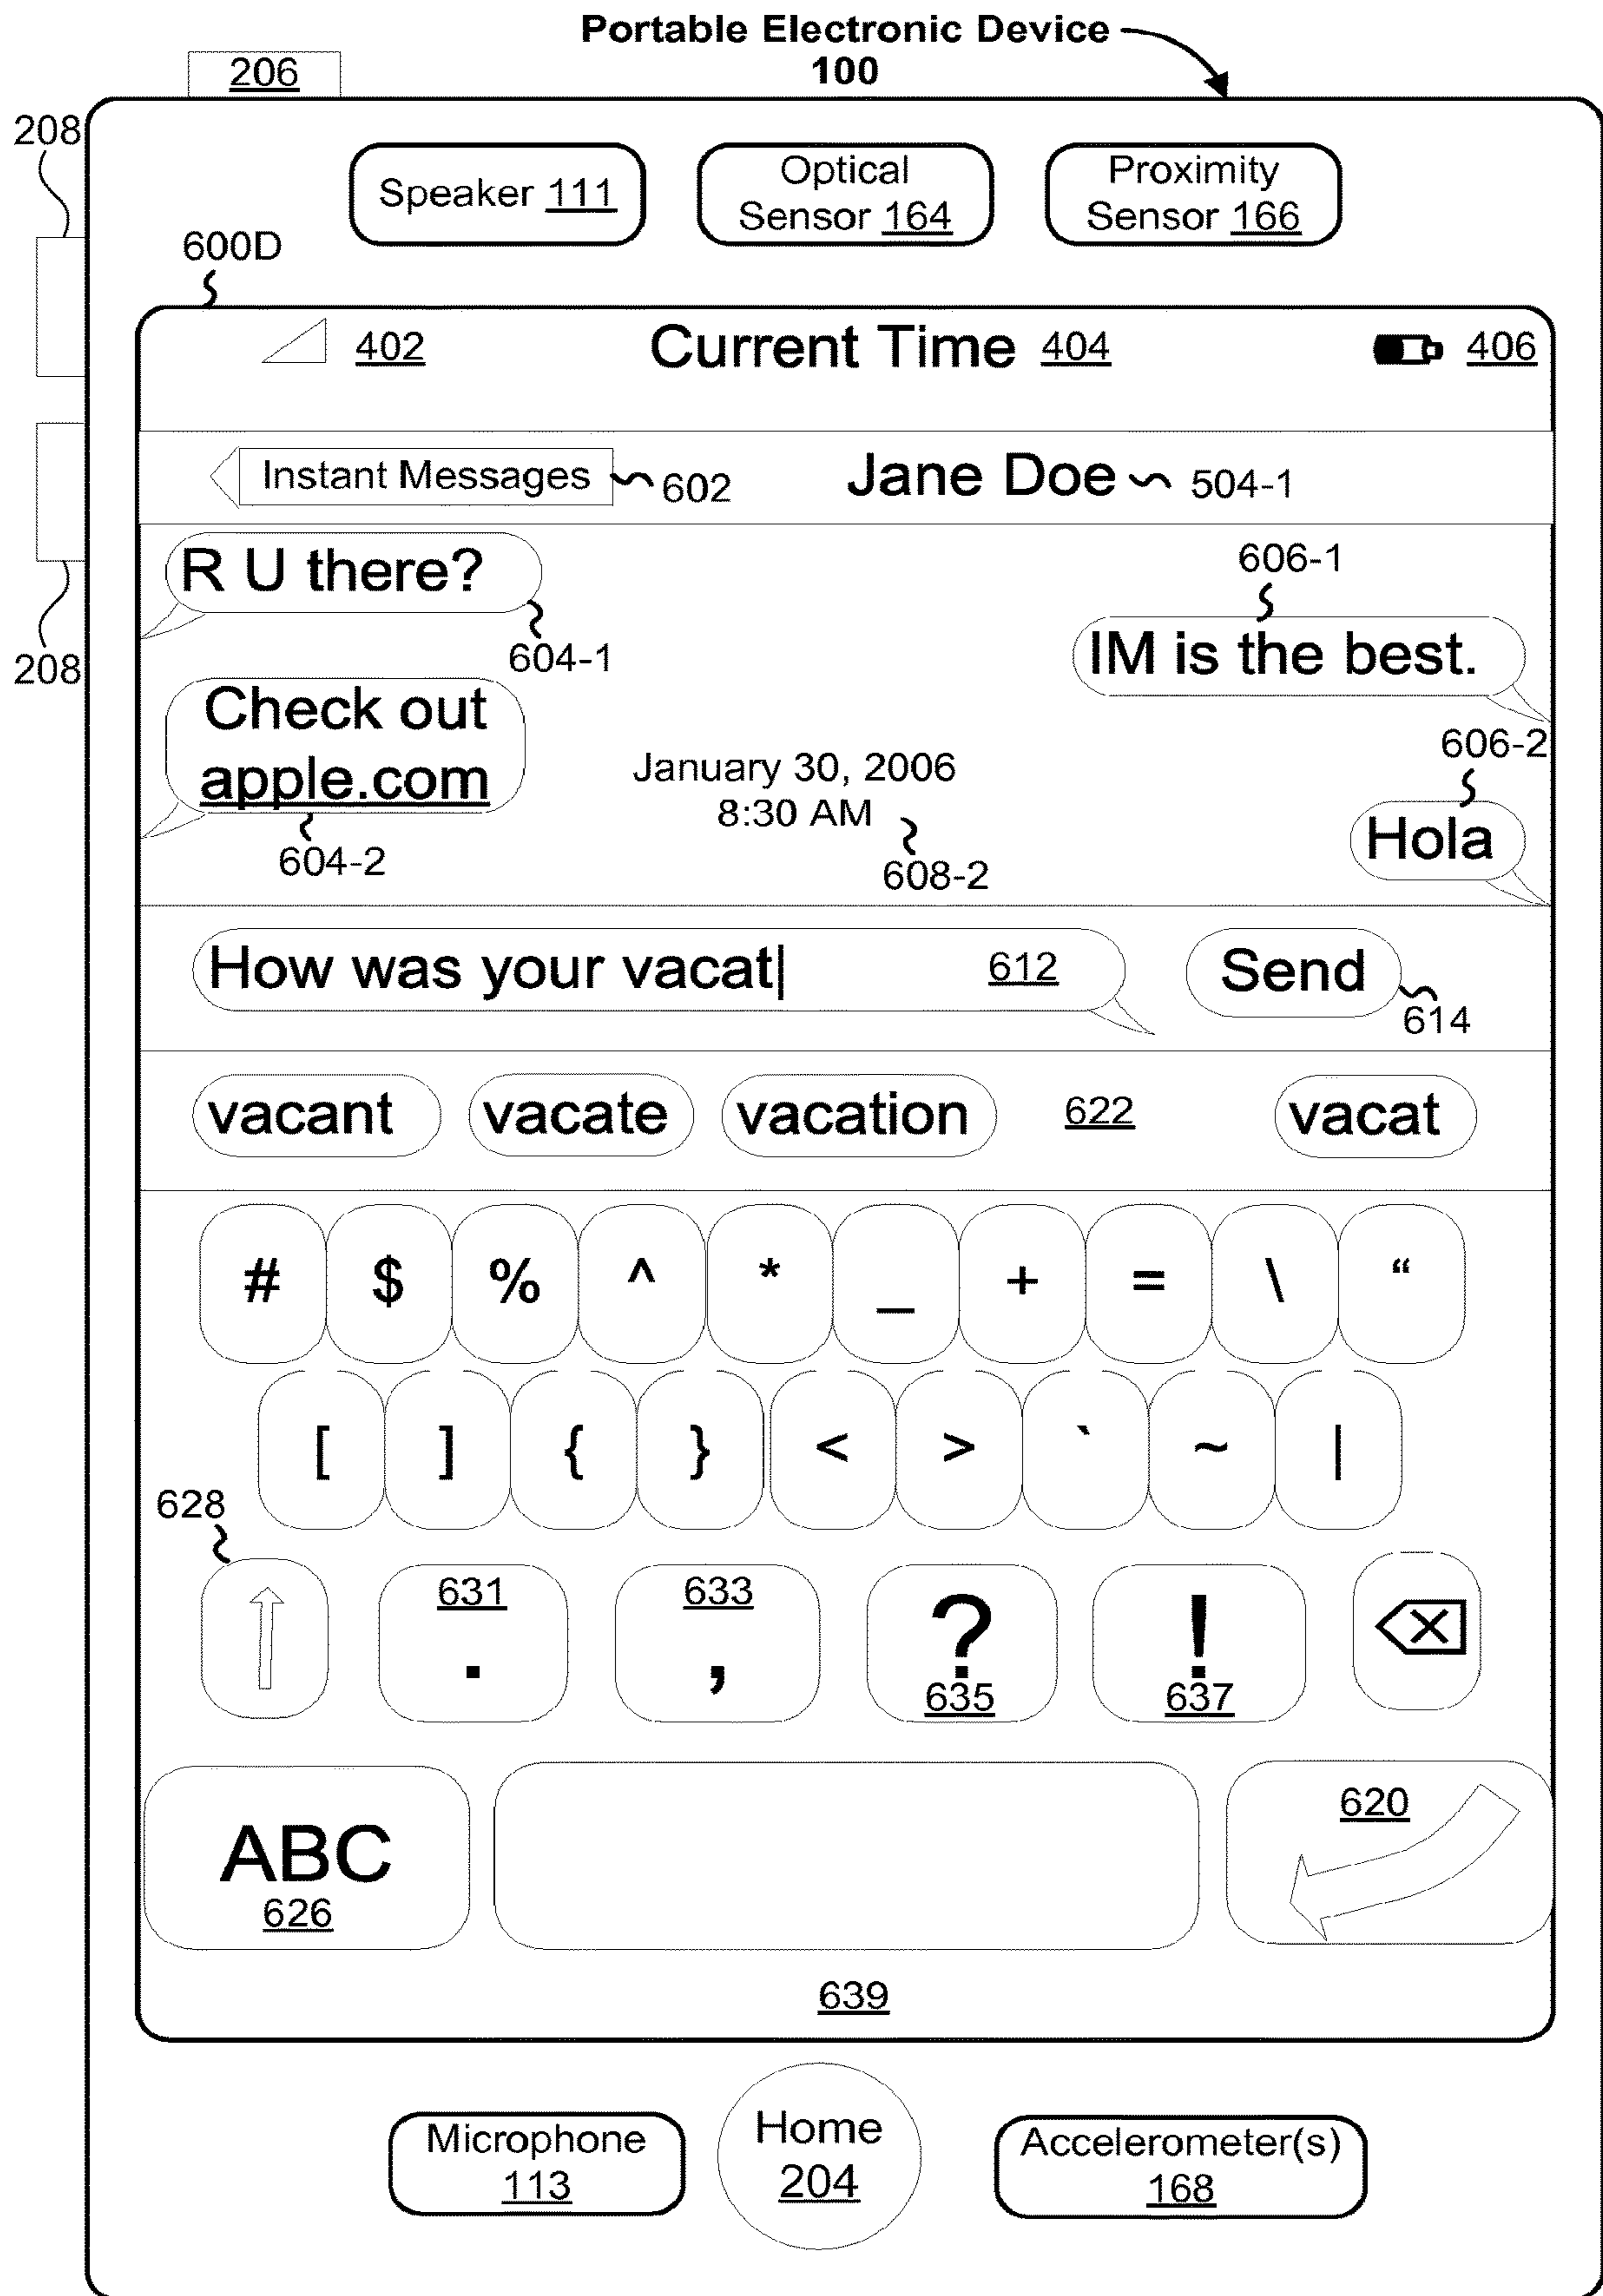 Portable Electronic Device
100
206
208
Speaker 111
Optical
Sensor 164
Proximity
Sensor 166
600D
402
Current Time 404
406
Instant Messages
602
Jane Doe
504-1
R U there?
604-1
606-1
IM is the best.
208
Check out
apple.com
604-2
January 30, 2006
8:30 AM
608-2
606-2
Hola
How was your vacat|
612
Send
614
vacant vacate vacation 622 vacat
# $ % ^ * _ + = \ “
[ ] { } < > ` ~ |
628
631
.
633
,
?
635
!
637
ABC
626
620
639
Microphone
113
Home
204
Accelerometer(s)
168